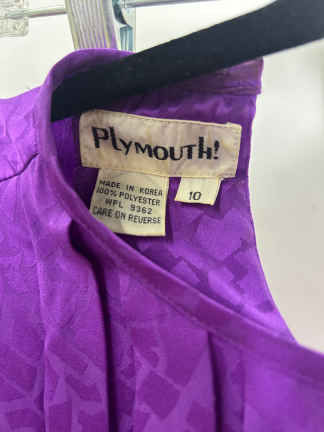 Plymouth!
MADE IN KOREA
100% POLYESTER
WPL 9362
CARE ON REVERSE
10